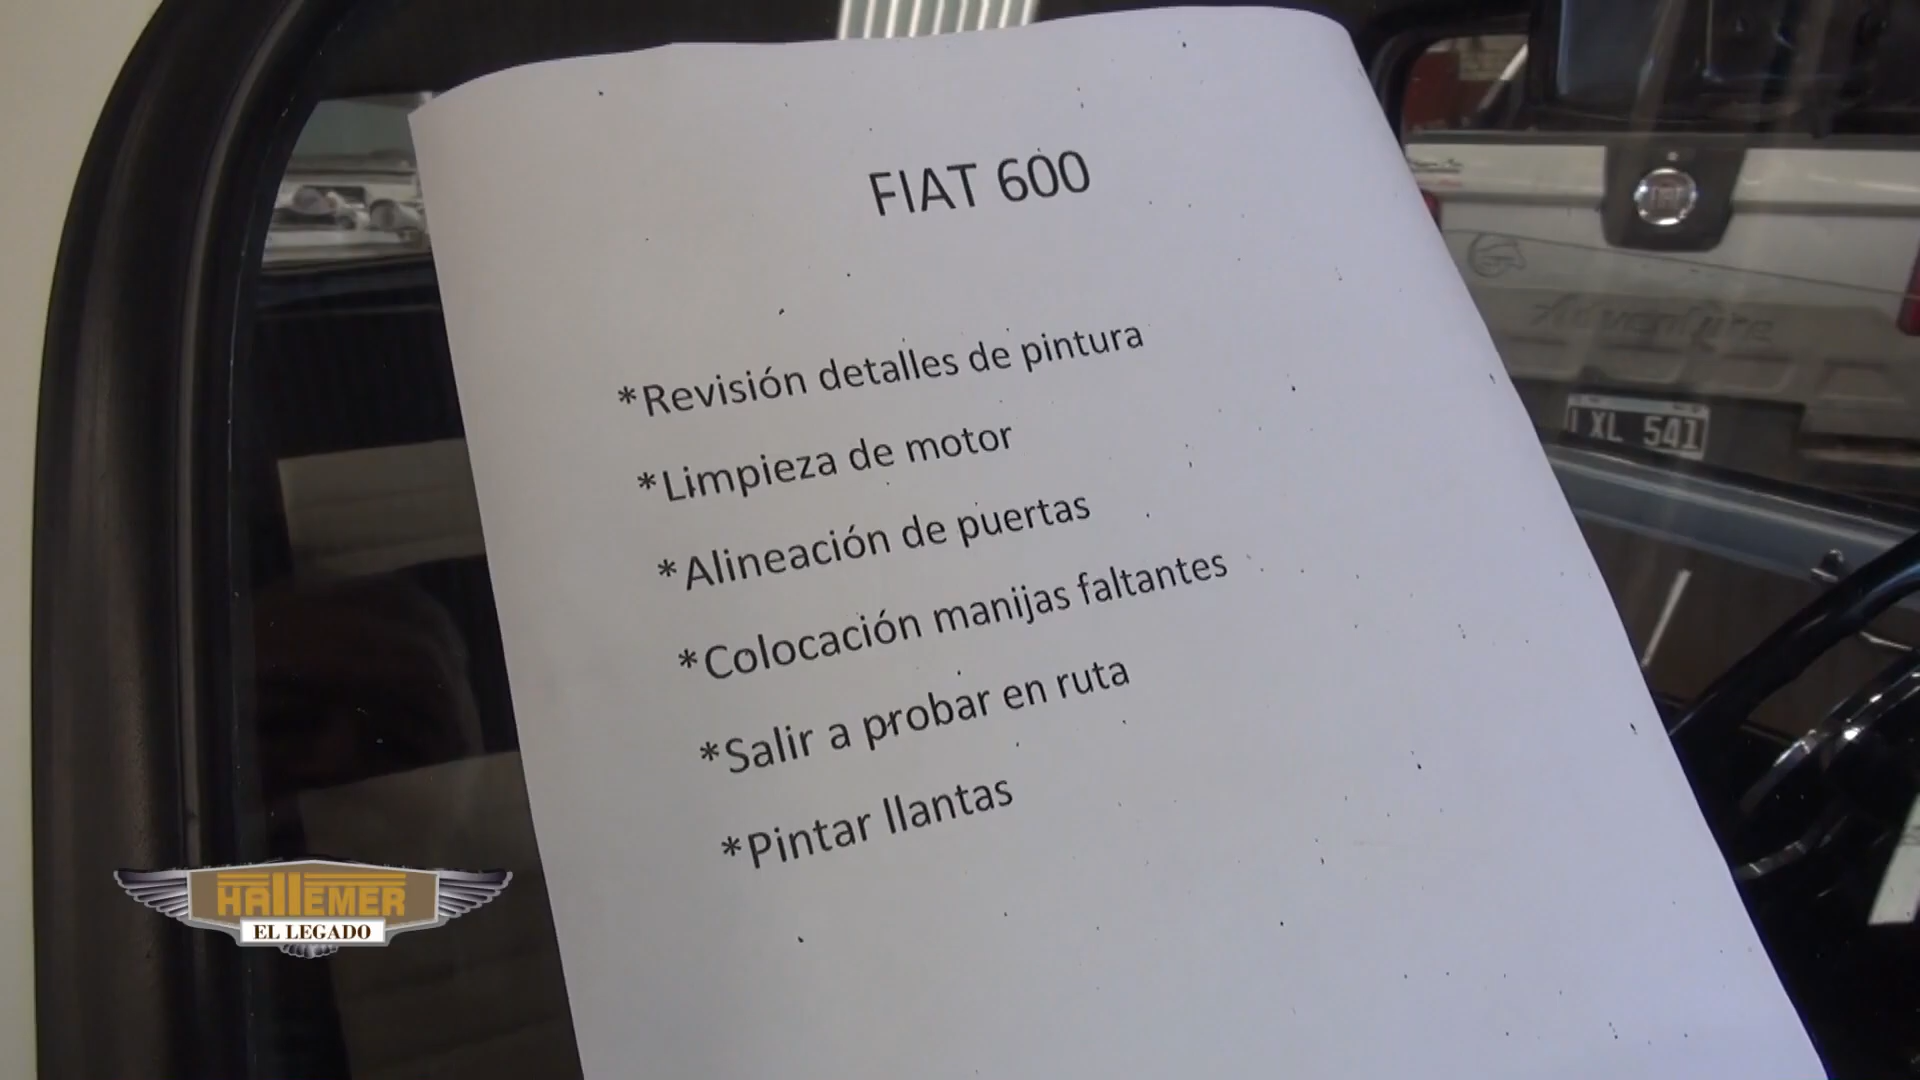 FIAT 600
*Revisión detalles de pintura
*Limpieza de motor
*Alineación de puertas
*Colocación manijas faltantes
*Salir a probar en ruta
*Pintar llantas
XL 541
FIAT
HAllEMER
EL LEGADO